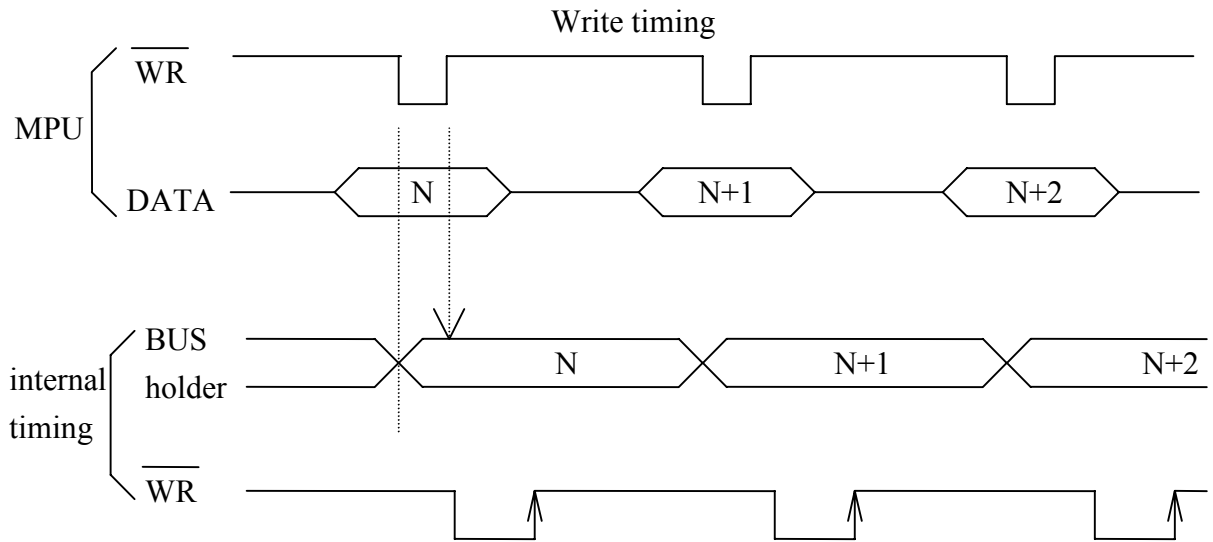 Write timing
WR
MPU
DATA
N
N+1
N+2
BUS
holder
N
N+1
N+2
internal
timing
WR